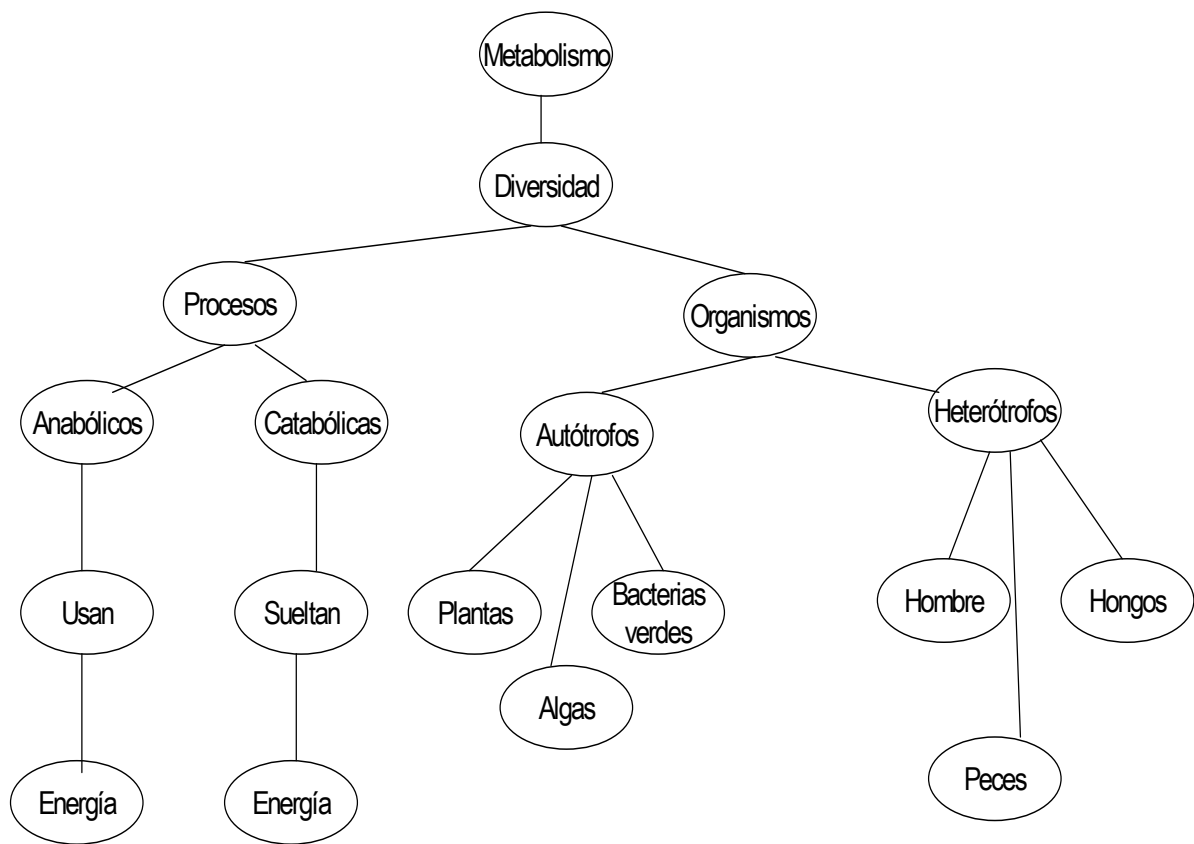 Metabolismo
Diversidad
Procesos
Organismos
Anabólicos
Catabólicas
Autótrofos
Heterótrofos
Usan
Sueltan
Plantas
Bacterias
verdes
Hombre
Hongos
Algas
Energía
Energía
Peces